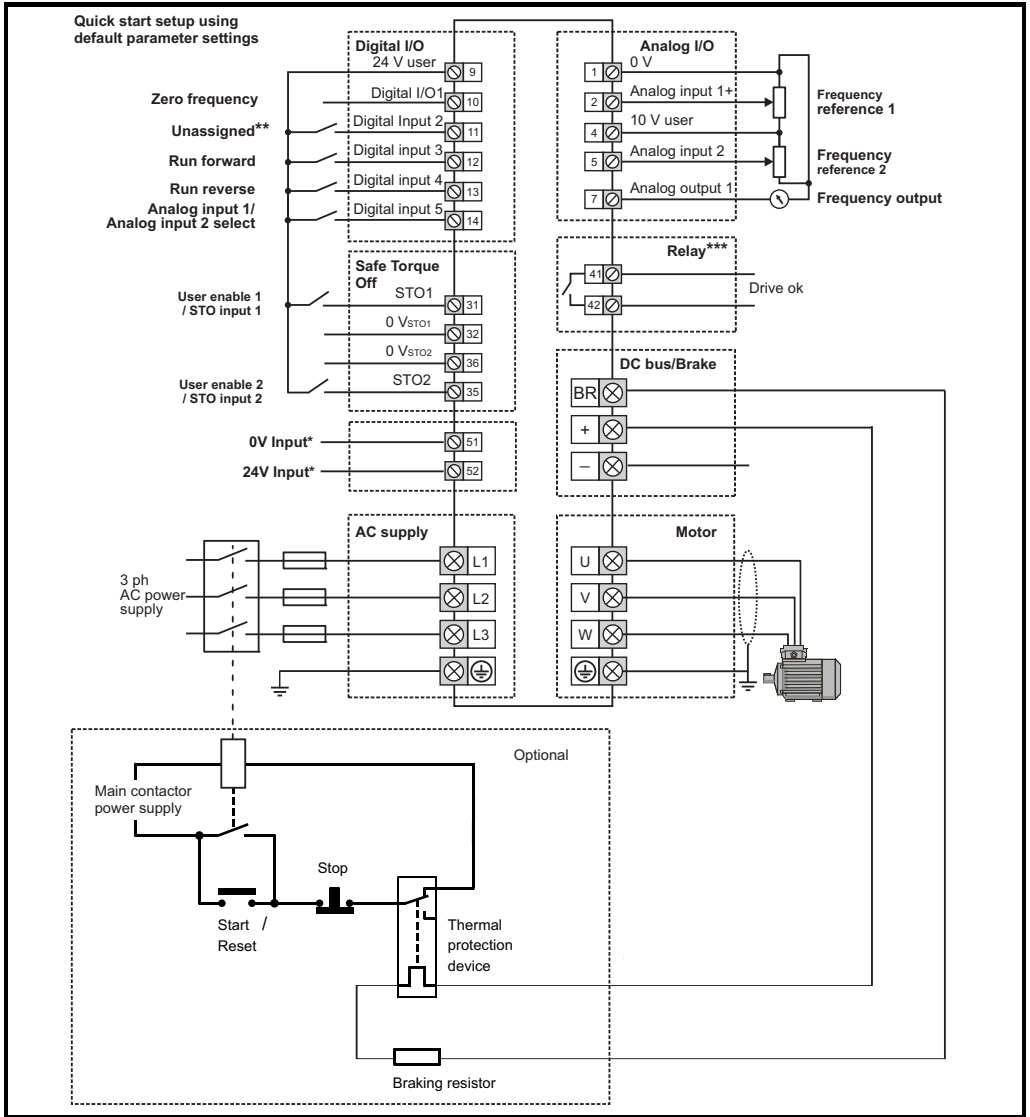 Quick start setup using
default parameter settings
Digital I/O
24 V user
9
Zero frequency
Digital I/O1
10
Unassigned**
Digital Input 2
11
Run forward
Digital input 3
12
Run reverse
Digital input 4
13
Analog input 1/
Analog input 2 select
Digital input 5
14
Safe Torque
Off
User enable 1
/ STO input 1
STO1
31
0 VSTO1
32
0 VSTO2
36
User enable 2
/ STO input 2
STO2
35
0V Input*
51
24V Input*
52
Analog I/O
1
0 V
2
Analog input 1+
Frequency
reference 1
4
10 V user
5
Analog input 2
Frequency
reference 2
7
Analog output 1
Frequency output
Relay***
41
42
Drive ok
DC bus/Brake
BR
+
–
AC supply
3 ph
AC power
supply
L1
L2
L3
Motor
U
V
W
Optional
Main contactor
power supply
Start /
Reset
Stop
Thermal
protection
device
Braking resistor